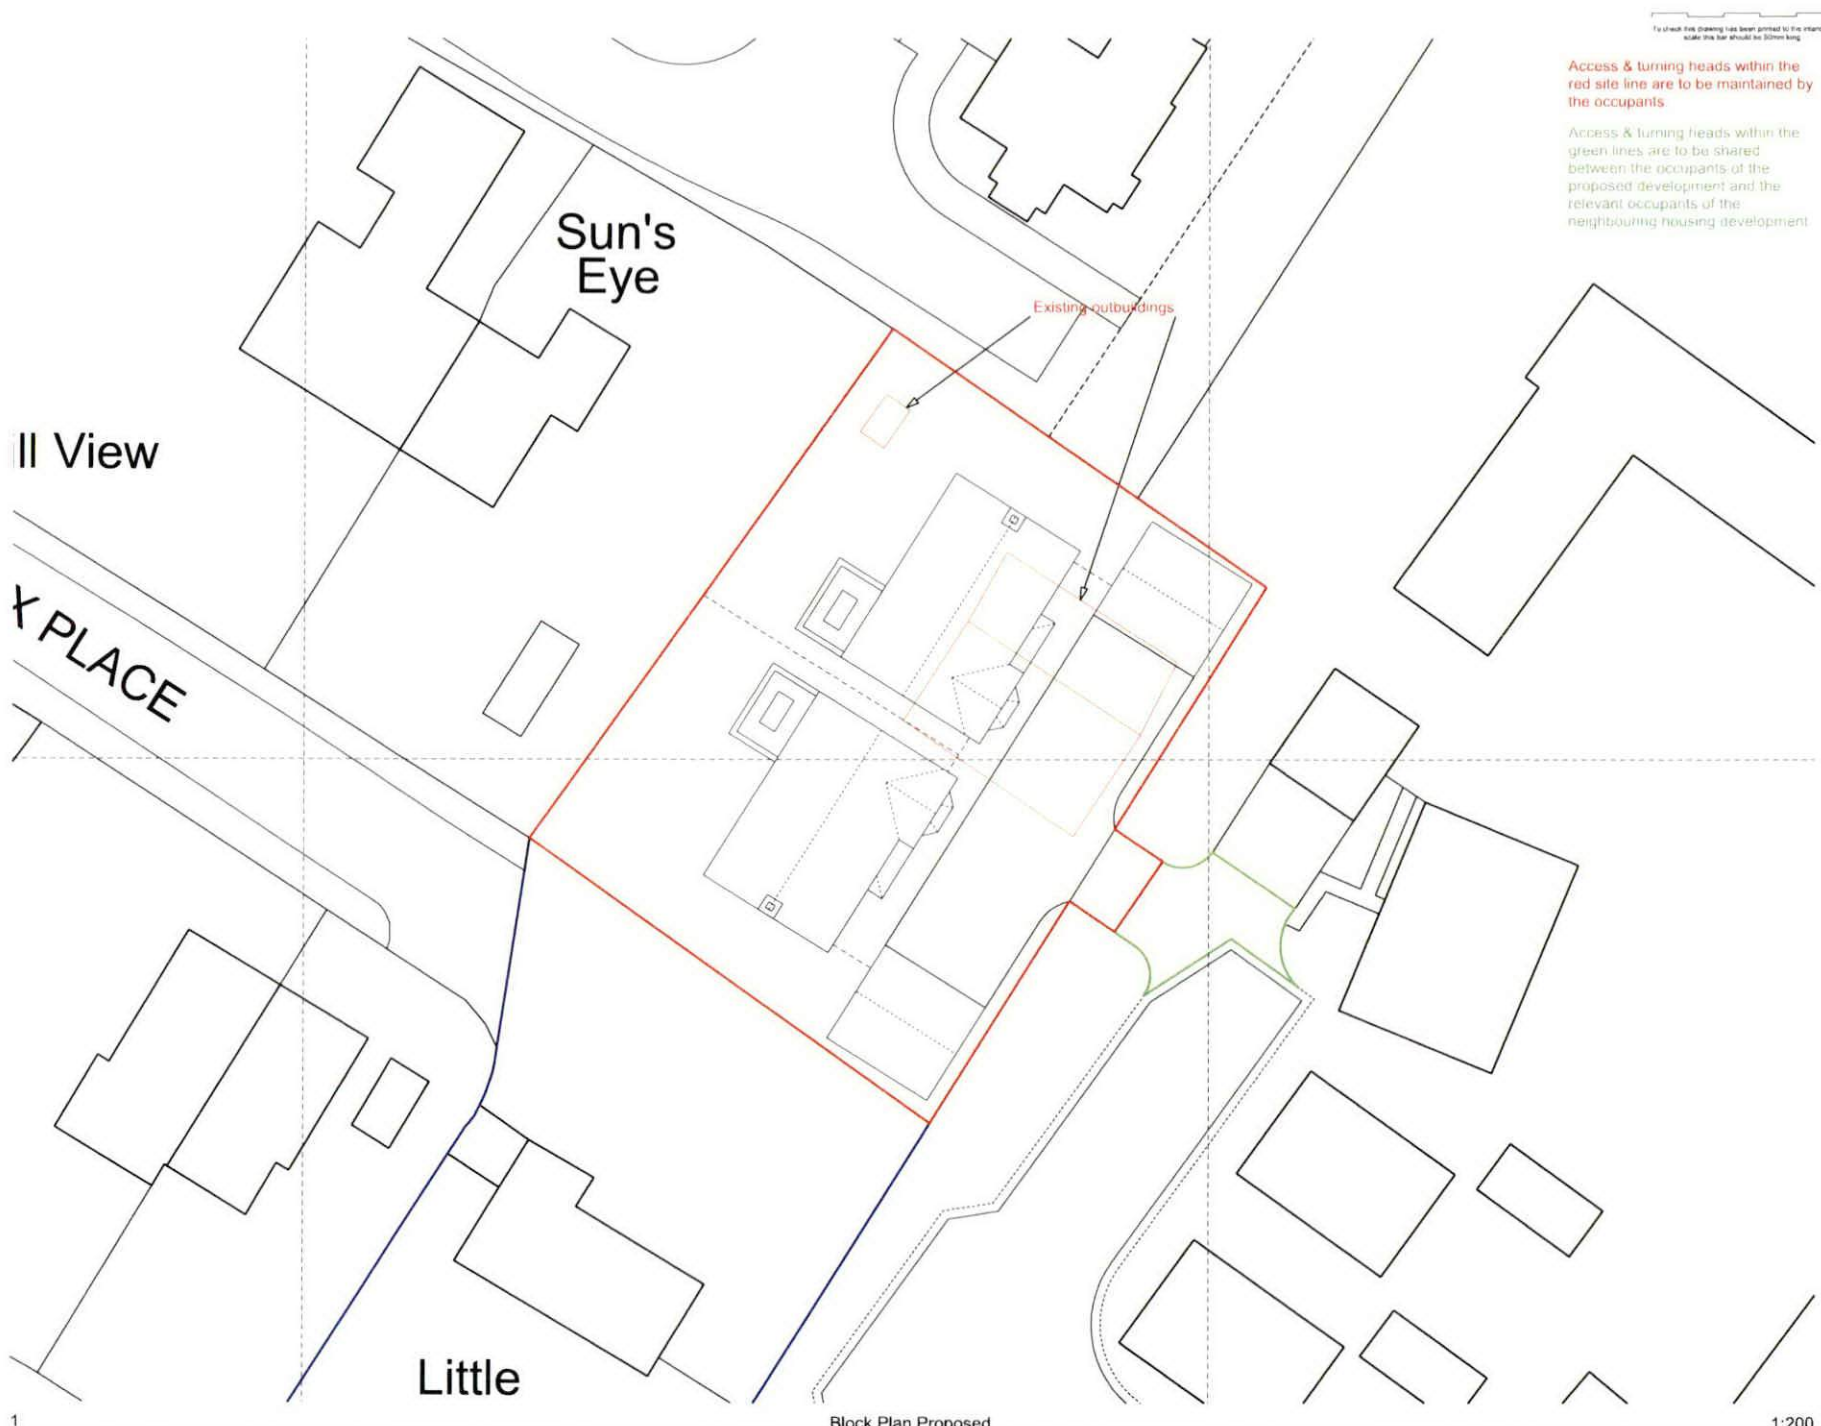 To check this drawing has been printed to the intended
scale this bar should be 50mm long
Access & turning heads within the
red site line are to be maintained by
the occupants
Access & turning heads within the
green lines are to be shared
between the occupants of the
proposed development and the
relevant occupants of the
neighbouring housing development
Sun's
Eye
Existing outbuildings
ll View
X PLACE
Little
1
Block Plan Proposed
1:200